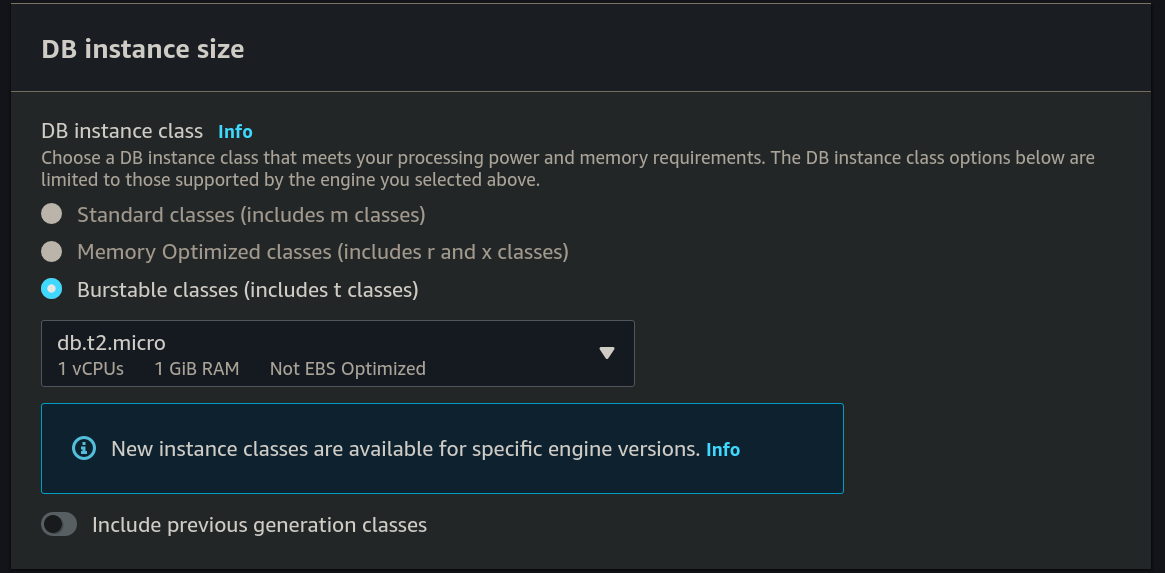 DB instance size
DB instance class Info
Choose a DB instance class that meets your processing power and memory requirements. The DB instance class options below are
limited to those supported by the engine you selected above.
Standard classes (includes m classes)
Memory Optimized classes (includes r and x classes)
Burstable classes (includes t classes)
db.t2.micro
1 vCPUs 1 GiB RAM Not EBS Optimized
New instance classes are available for specific engine versions. Info
Include previous generation classes